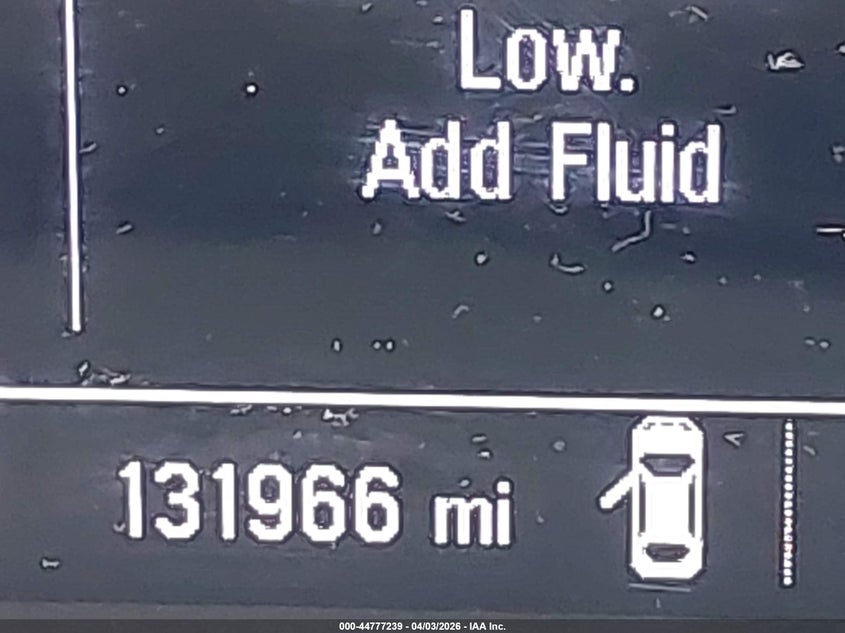 Low.
Add Fluid
131966 mi
000-44777239 - 04/03/2026 - IAA Inc.